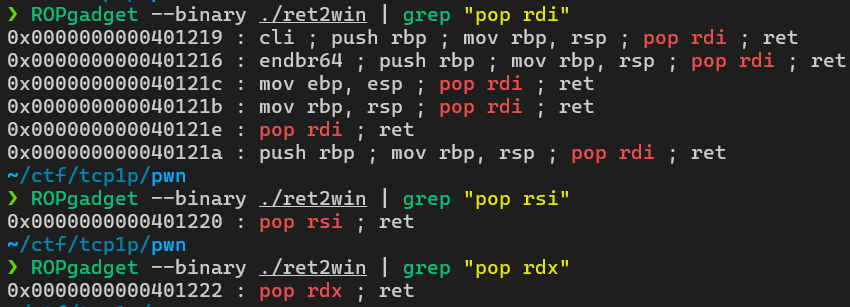 ❯ ROPgadget --binary ./ret2win | grep "pop rdi"
0x0000000000401219 : cli ; push rbp ; mov rbp, rsp ; pop rdi ; ret
0x0000000000401216 : endbr64 ; push rbp ; mov rbp, rsp ; pop rdi ; ret
0x000000000040121c : mov ebp, esp ; pop rdi ; ret
0x000000000040121b : mov rbp, rsp ; pop rdi ; ret
0x000000000040121e : pop rdi ; ret
0x000000000040121a : push rbp ; mov rbp, rsp ; pop rdi ; ret
~/ctf/tcp1p/pwn
❯ ROPgadget --binary ./ret2win | grep "pop rsi"
0x0000000000401220 : pop rsi ; ret
~/ctf/tcp1p/pwn
❯ ROPgadget --binary ./ret2win | grep "pop rdx"
0x0000000000401222 : pop rdx ; ret